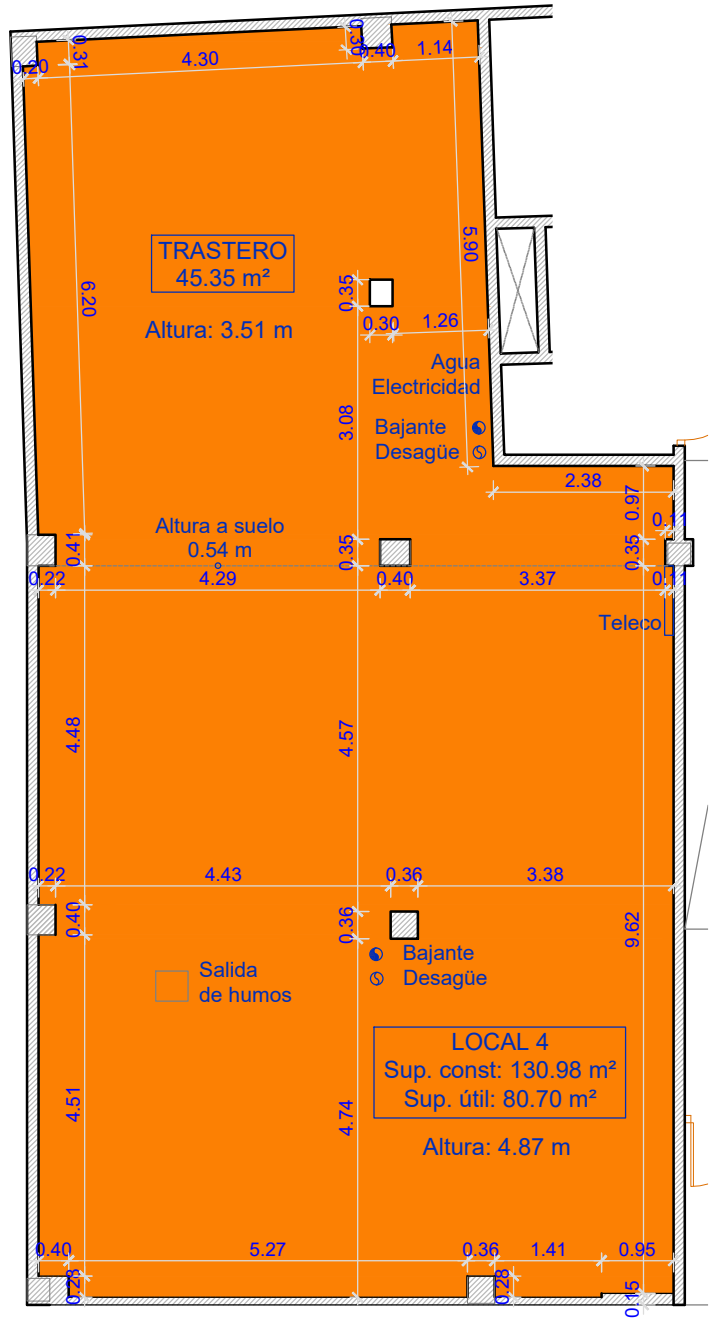 0.20
0.31
4.30
0.30
0.40
1.14
TRASTERO
45.35 m²
Altura: 3.51 m
6.20
5.90
0.35
0.30
1.26
Agua
Electricidad
3.08
Bajante
Desagüe
2.38
0.97
0.11
Altura a suelo
0.54 m
0.41
0.35
0.35
0.22
4.29
0.40
3.37
0.11
Teleco
4.48
4.57
0.22
4.43
0.36
3.38
0.40
0.36
9.62
Bajante
Desagüe
Salida
de humos
LOCAL 4
Sup. const: 130.98 m²
Sup. útil: 80.70 m²
Altura: 4.87 m
4.51
4.74
0.40
5.27
0.36
1.41
0.95
0.28
0.28
0.15